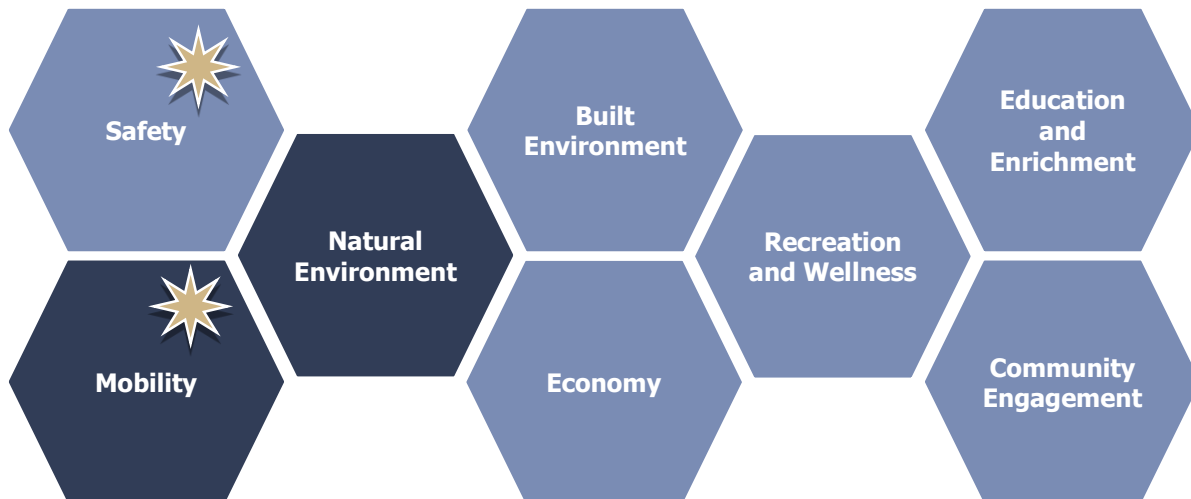 Safety
Mobility
Natural
Environment
Built
Environment
Economy
Recreation
and Wellness
Education
and
Enrichment
Community
Engagement